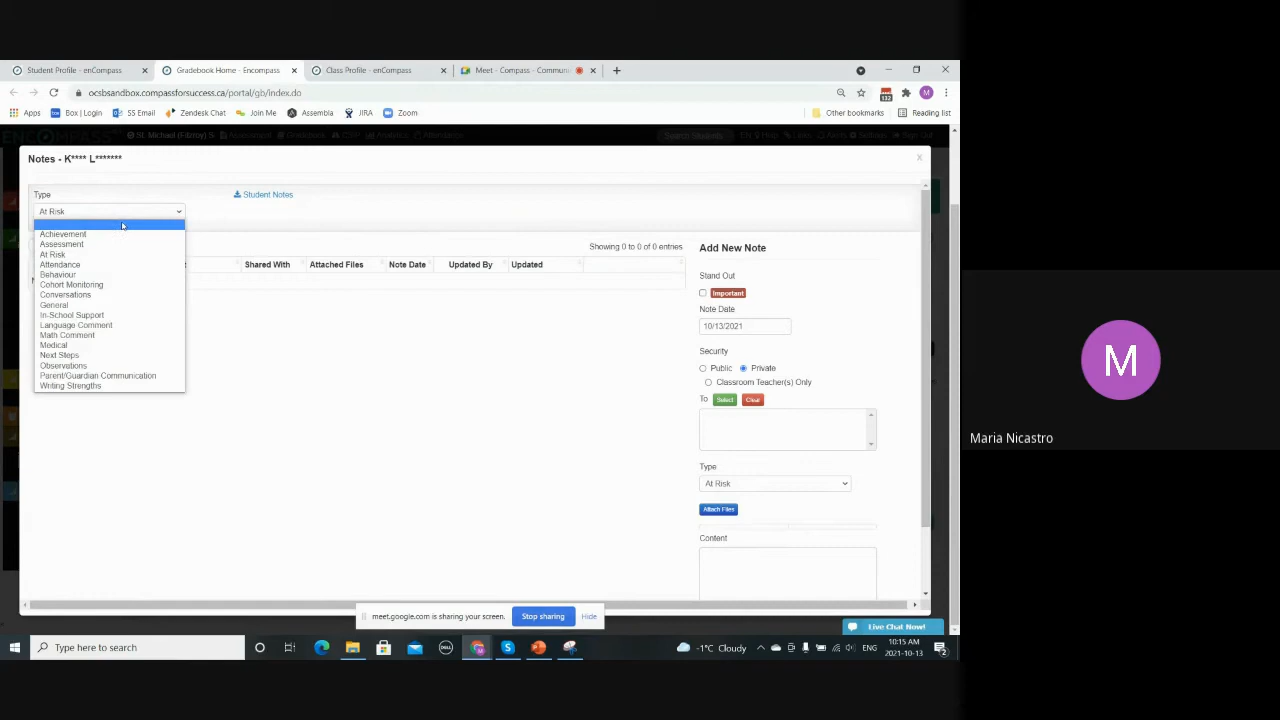 Student Profile - enCompass
Gradebook Home - Encompass
Class Profile - enCompass
Meet - Compass - Commun
ocsbsandbox.compassforsuccess.ca/portal/gb/index.do
132
M
Apps
Box | Login
SS Email
Zendesk Chat
Join Me
Assembla
JIRA
Zoom
Other bookmarks
Reading list
Notes - K**** L*******
x
Type
Student Notes
At Risk
Achievement
Assessment
At Risk
Attendance
Behaviour
Cohort Monitoring
Conversations
General
In-School Support
Language Comment
Math Comment
Medical
Next Steps
Observations
Parent/Guardian Communication
Writing Strengths
Showing 0 to 0 of 0 entries
Shared With
Attached Files
Note Date
Updated By
Updated
Add New Note
Stand Out
Important
Note Date
10/13/2021
Security
Public
Private
Classroom Teacher(s) Only
To
Select
Clear
Type
At Risk
Attach Files
Content
meet.google.com is sharing your screen.
Stop sharing
Hide
Live Chat Now!
Type here to search
DELL
-1°C Cloudy
ENG
10:15 AM
2021-10-13
2
M
Maria Nicastro